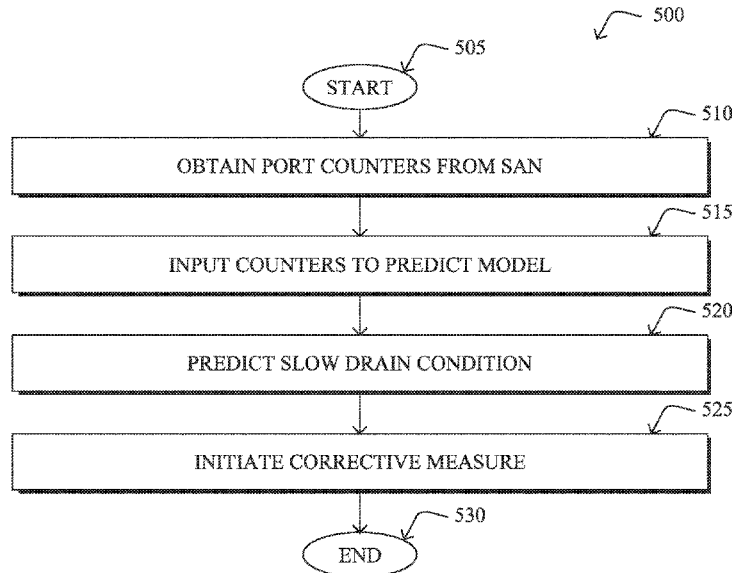 500
505
START
510
OBTAIN PORT COUNTERS FROM SAN
515
INPUT COUNTERS TO PREDICT MODEL
520
PREDICT SLOW DRAIN CONDITION
525
INITIATE CORRECTIVE MEASURE
530
END